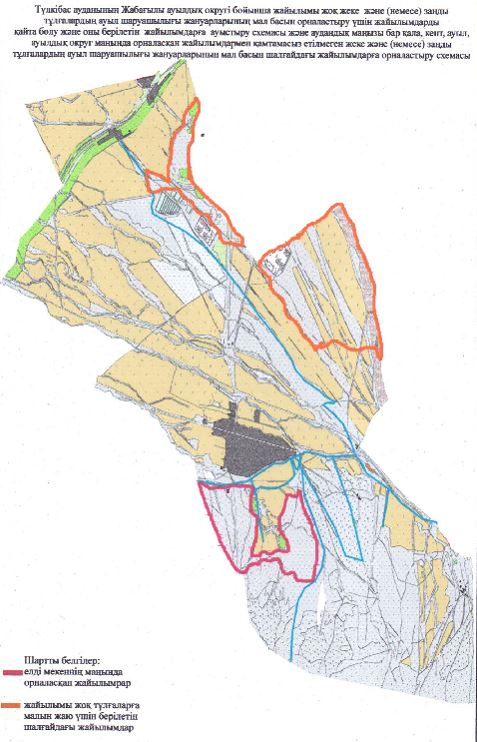 Түлкібас ауданының Жабағылы ауылдық округі бойынша жайылымы жоқ жеке және (немесе) заңды
тұлғалардың ауыл шаруашылығы жануарларының мал басын орналастыру үшін жайылымдарды
қайта бөлу және оны берілетін жайылымдарға ауыстыру схемасы және аудандық маңызы бар қала, кент, ауыл,
ауылдық округ маңында орналасқан жайылымдармен қамтамасыз етілмеген жеке және (немесе) заңды
тұлғалардың ауыл шаруашылығы жануарларының мал басын шалғайдағы жайылымдарға орналастыру схемасы
Шартты белгілер:
елді мекеннің маңында
орналасқан жайылымрар
жайылымы жоқ тұлғаларға
малын жаю үшін берілетін
шалғайдағы жайылымдар